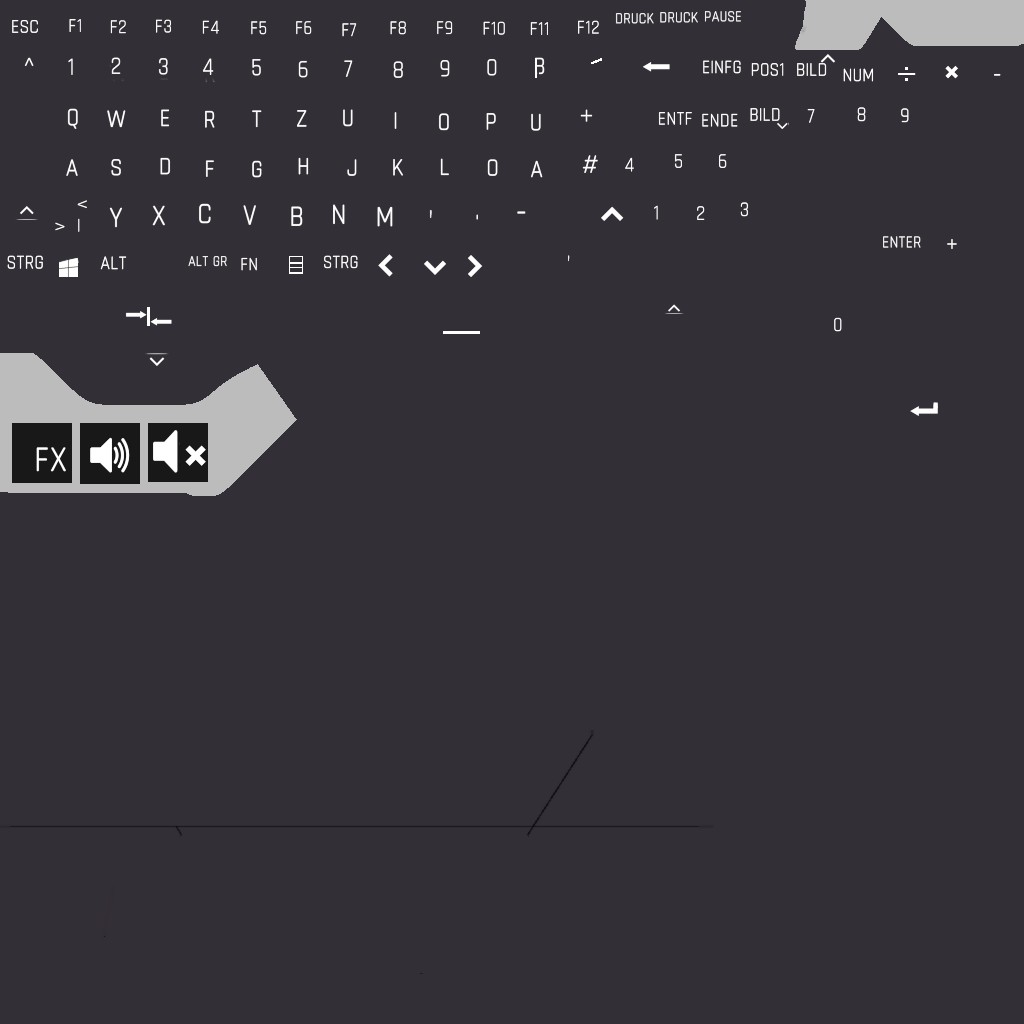 ESC F1 F2 F3 F4 F5 F6 F7 F8 F9 F10 F11 F12 DRUCK DRUCK PAUSE
^ 1 2 3 4 5 6 7 8 9 0 β ´ ← EINFG POS1 BILD NUM ÷ × -
Q W E R T Z U I O P U + ENTF ENDE BILD 7 8 9
A S D F G H J K L O A # 4 5 6
< > | Y X C V B N M ' , - 1 2 3
ENTER +
STRG ALT ALT GR FN STRG '
0
FX